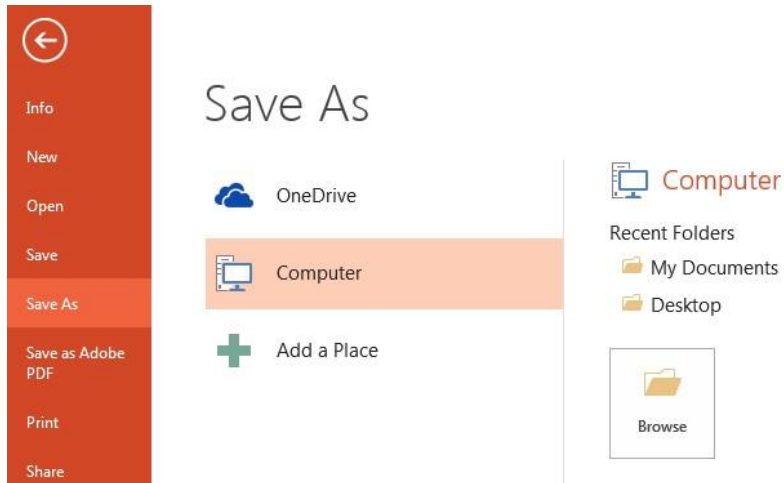 Info
New
Open
Save
Save As
Save as Adobe
PDF
Print
Share
Save As
OneDrive
Computer
Add a Place
Computer
Recent Folders
My Documents
Desktop
Browse